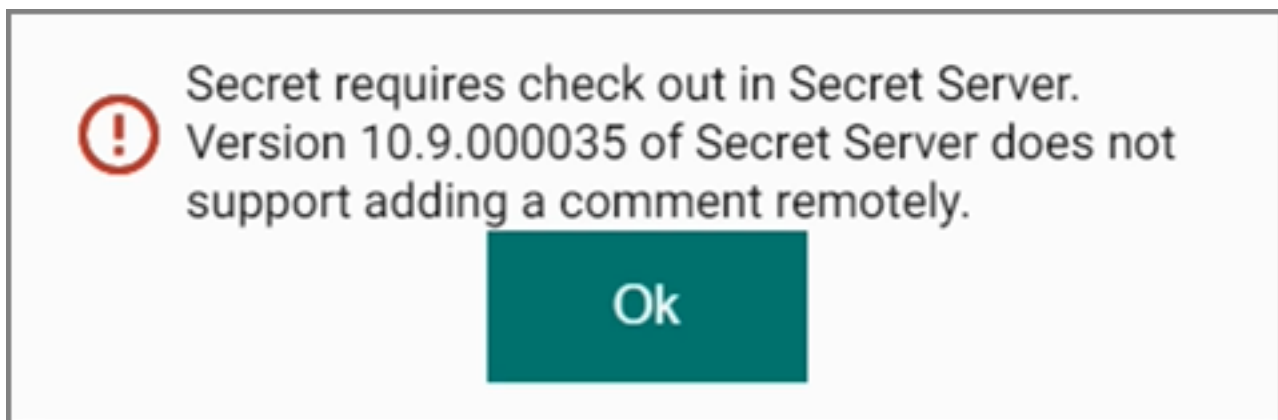 Secret requires check out in Secret Server.
Version 10.9.000035 of Secret Server does not
support adding a comment remotely.
Ok